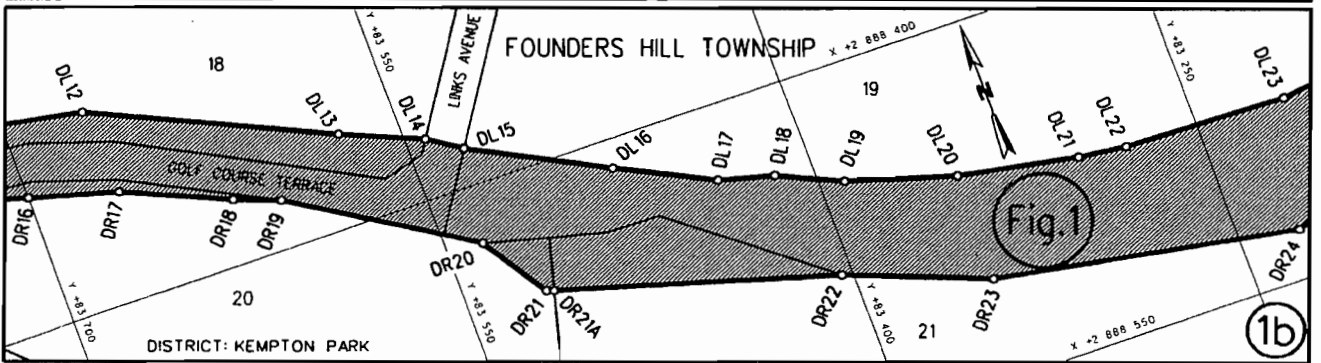 FOUNDERS HILL TOWNSHIP
X +2 888 400
Y +83 550
LINKS AVENUE
Y +83 250
18
19
DL12
DL13
DL14
DL15
DL16
DL17
DL18
DL19
DL20
DL21
DL22
DL23
N
GOLF COURSE TERRACE
Fig.1
DR16
DR17
DR18
DR19
DR20
DR21
DR21A
DR22
DR23
DR24
Y +83 700
Y +83 550
Y +83 400
20
21
X +2 888 550
DISTRICT: KEMPTON PARK
1b